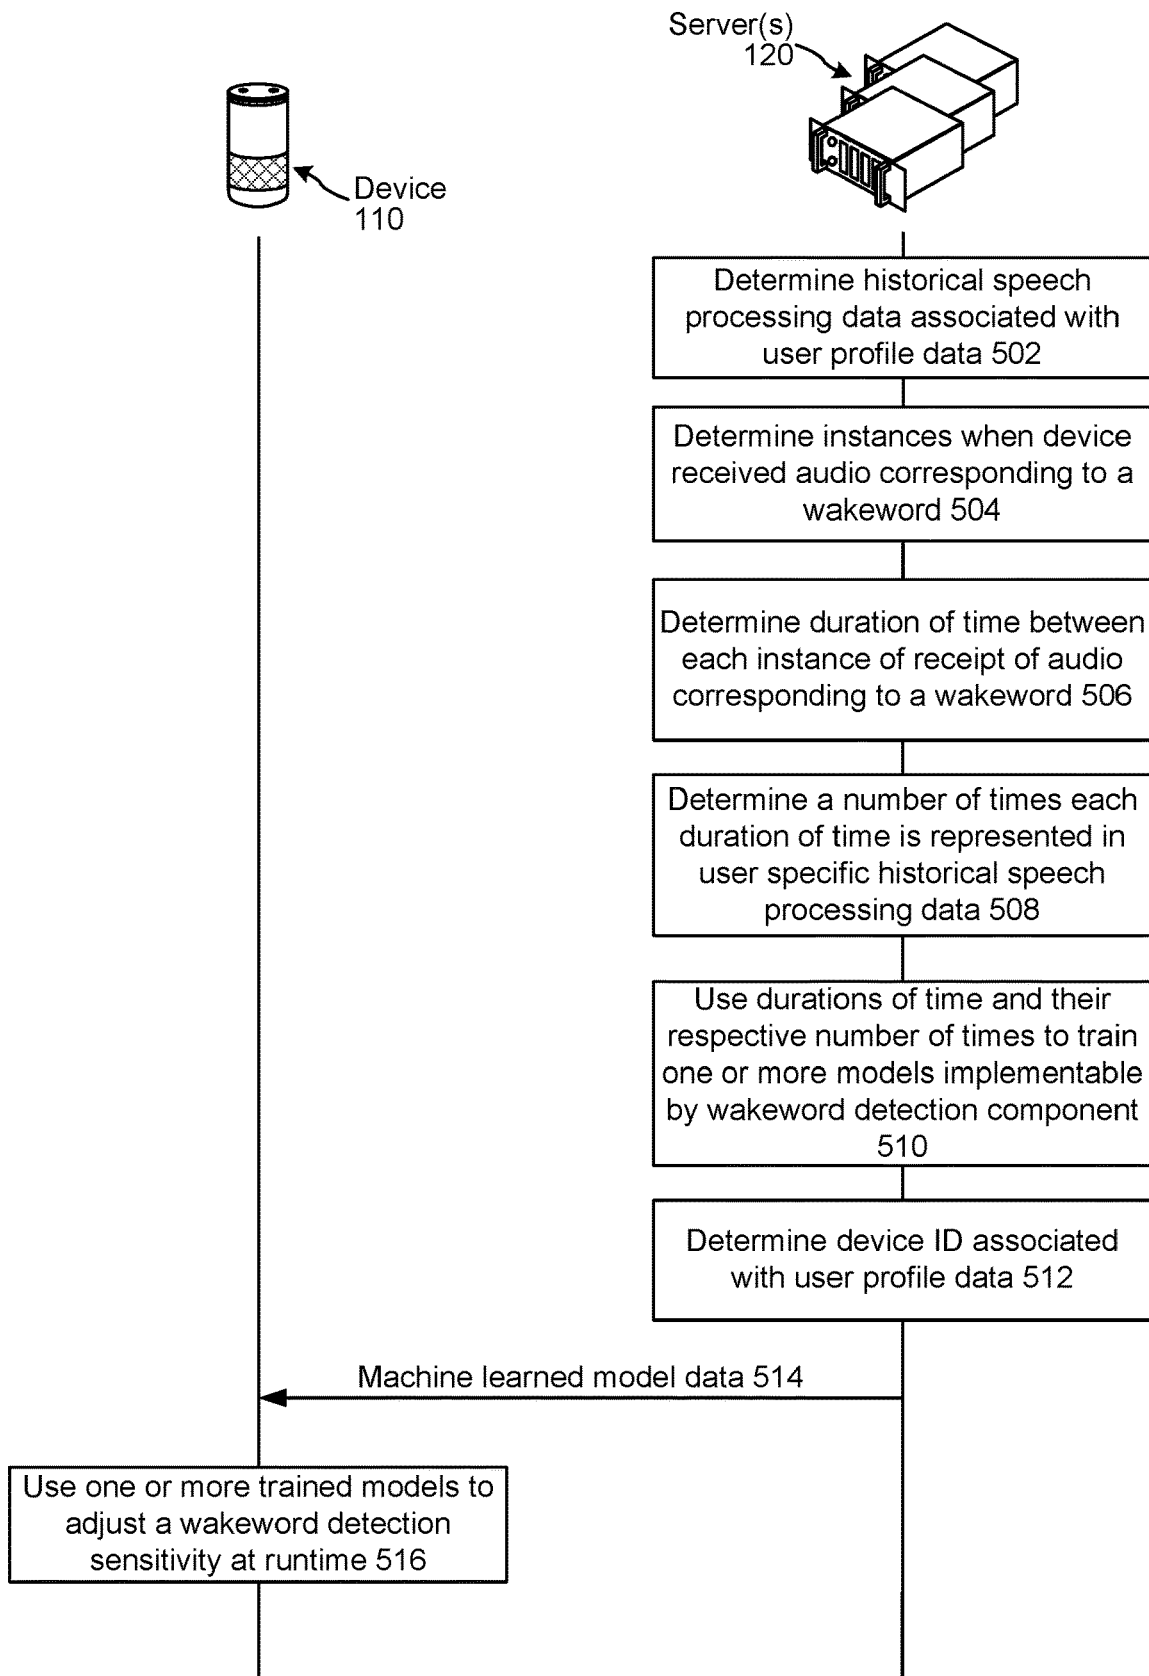 Server(s)
120
Device
110
Determine historical speech
processing data associated with
user profile data 502
Determine instances when device
received audio corresponding to a
wakeword 504
Determine duration of time between
each instance of receipt of audio
corresponding to a wakeword 506
Determine a number of times each
duration of time is represented in
user specific historical speech
processing data 508
Use durations of time and their
respective number of times to train
one or more models implementable
by wakeword detection component
510
Determine device ID associated
with user profile data 512
Machine learned model data 514
Use one or more trained models to
adjust a wakeword detection
sensitivity at runtime 516